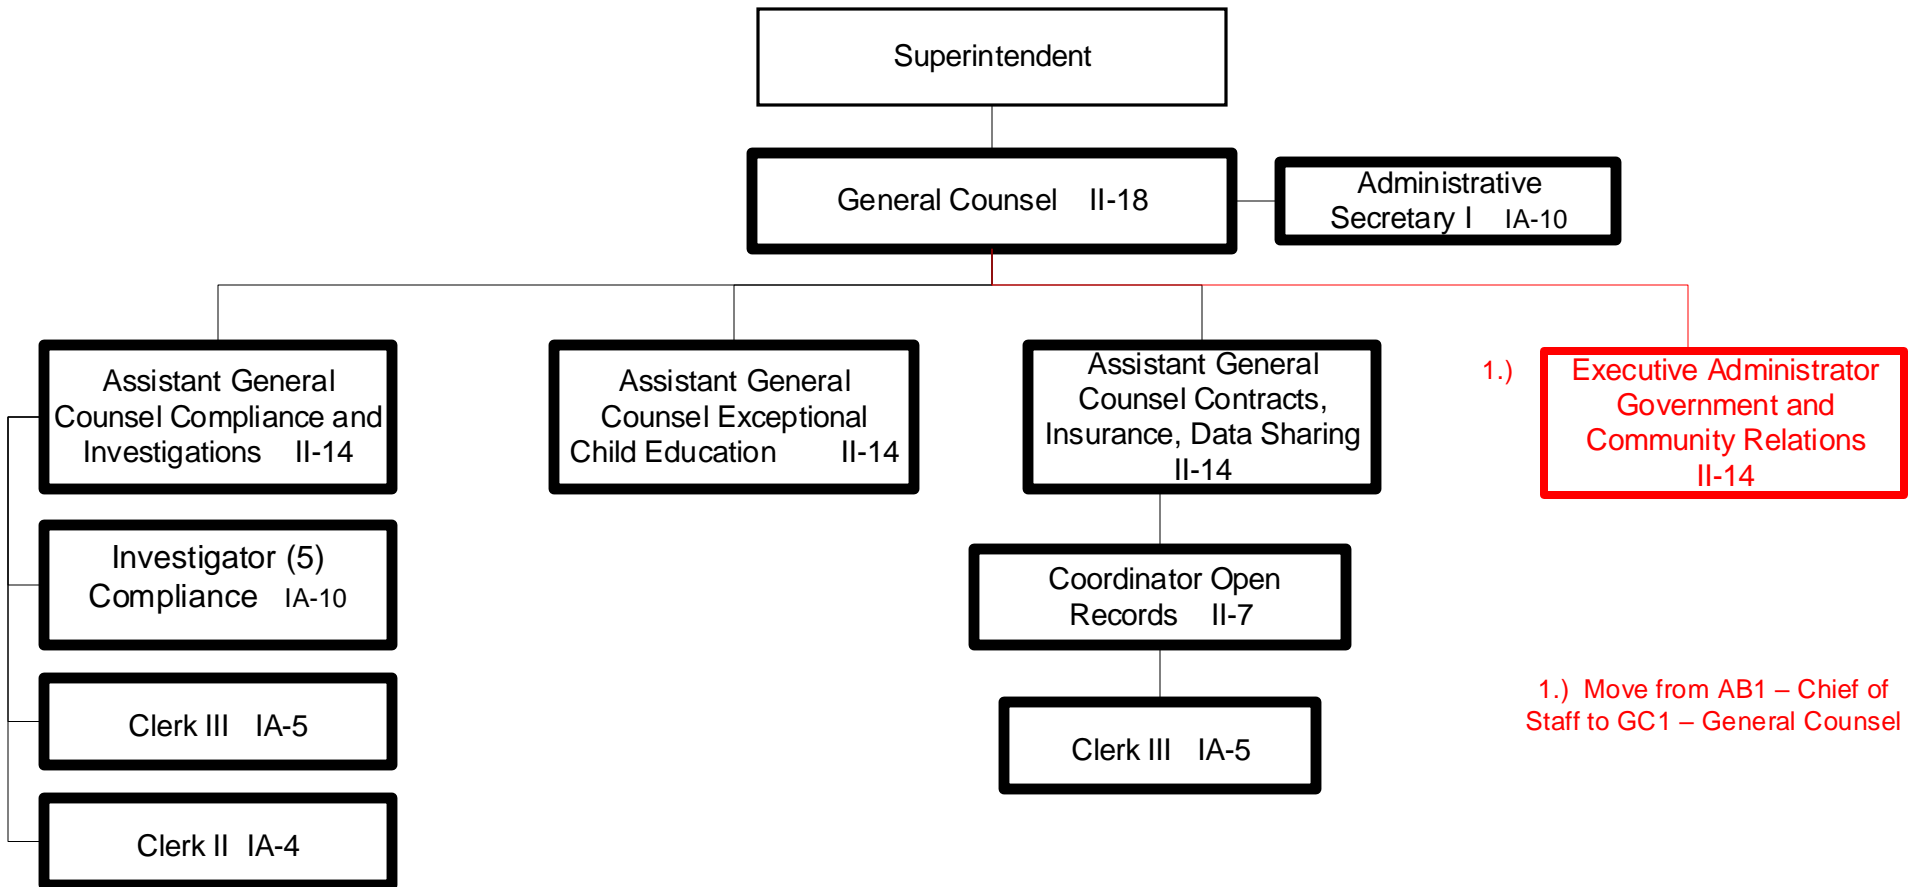 Superintendent
General Counsel II-18
Administrative
Secretary I IA-10
Assistant General
Counsel Compliance and
Investigations II-14
Assistant General
Counsel Exceptional
Child Education II-14
Assistant General
Counsel Contracts,
Insurance, Data Sharing
II-14
1.)
Executive Administrator
Government and
Community Relations
II-14
Investigator (5)
Compliance IA-10
Coordinator Open
Records II-7
Clerk III IA-5
Clerk III IA-5
1.) Move from AB1 – Chief of
Staff to GC1 – General Counsel
Clerk II IA-4